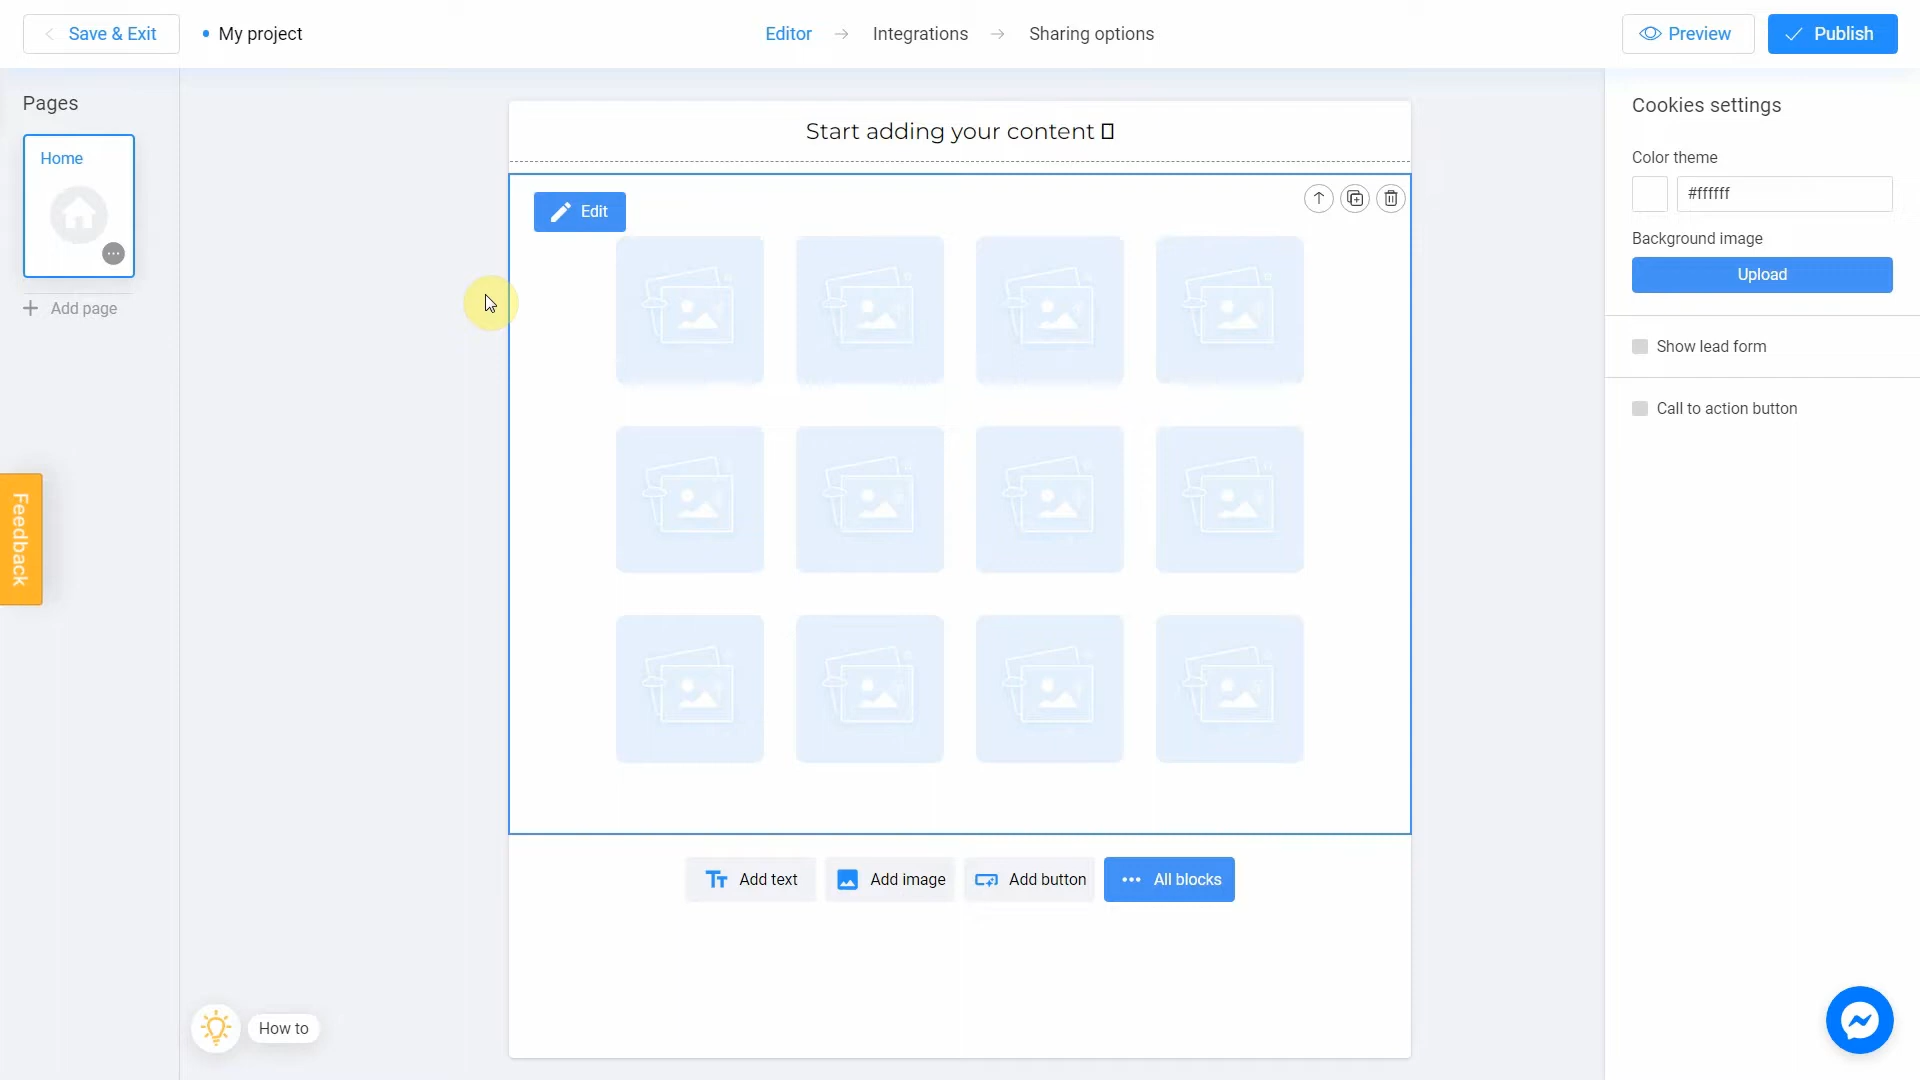 Save & Exit
My project
Editor
Integrations
Sharing options
Preview
Publish
Pages
Home
Add page
Feedback
Start adding your content
Edit
Add text
Add image
Add button
All blocks
How to
Cookies settings
Color theme
#ffffff
Background image
Upload
Show lead form
Call to action button